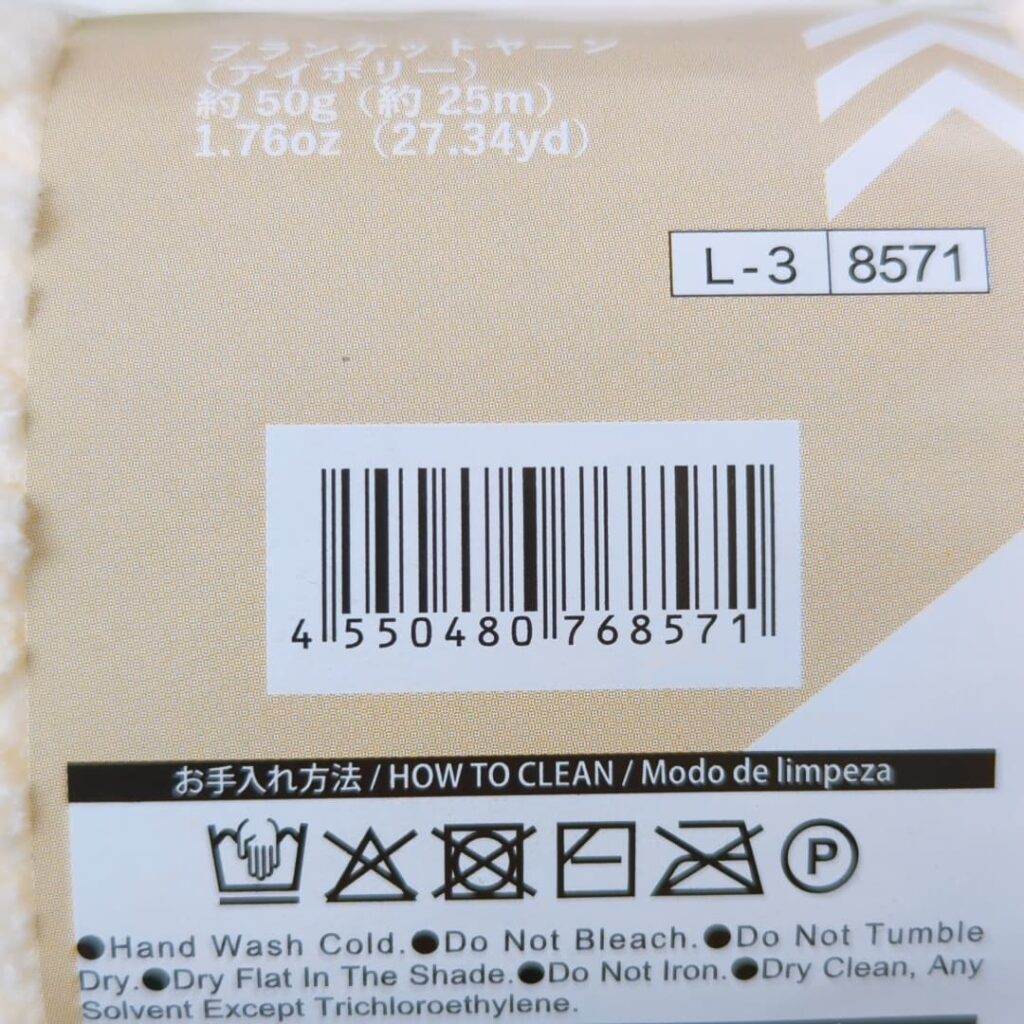 ブランケットヤーン
（アイボリー）
約 50g（約 25m）
1.76oz（27.34yd）
L-3 8571
4 550480 768571
お手入れ方法 / HOW TO CLEAN / Modo de limpeza
P
●Hand Wash Cold.●Do Not Bleach.●Do Not Tumble
Dry.●Dry Flat In The Shade.●Do Not Iron.●Dry Clean, Any
Solvent Except Trichloroethylene.